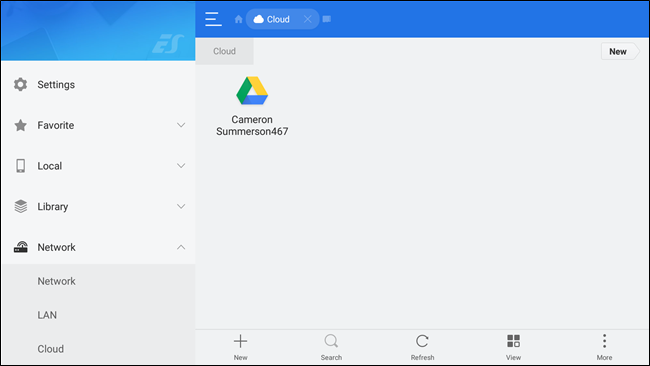 ES
Settings
Favorite
Local
Library
Network
Network
LAN
Cloud
Cloud
Cloud
New
Cameron
Summerson467
New
Search
Refresh
View
More